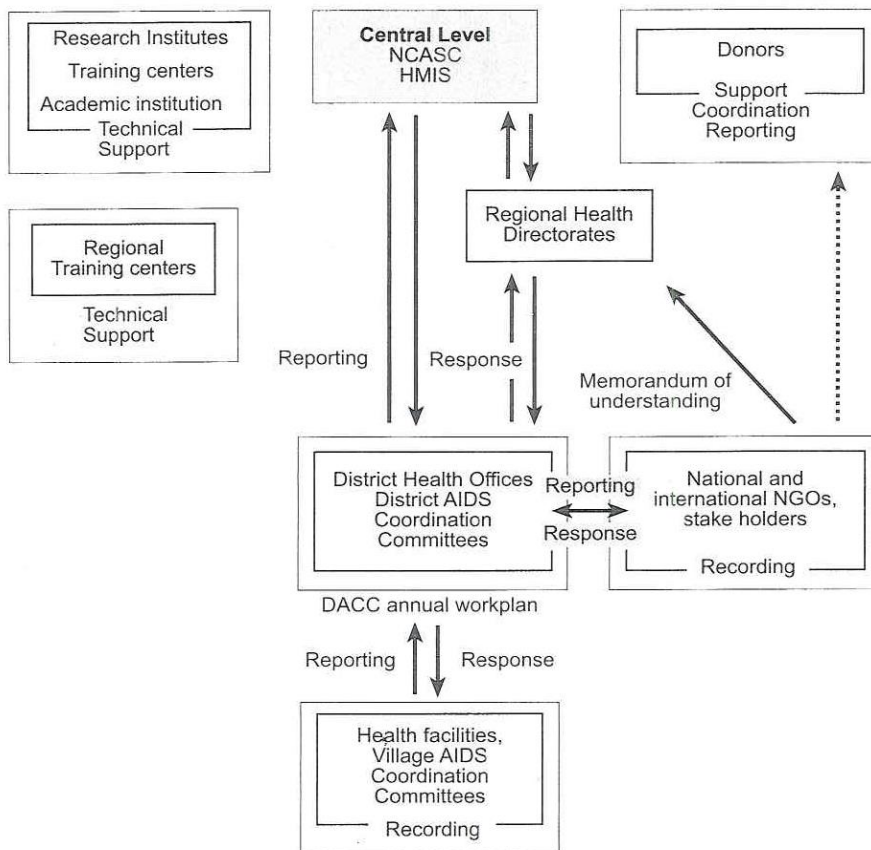 Research Institutes
Training centers
Academic institution
Technical
Support
Central Level
NCASC
HMIS
Donors
Support
Coordination
Reporting
Regional
Training centers
Technical
Support
Regional Health
Directorates
Reporting
Response
Memorandum of
understanding
District Health Offices
District AIDS
Coordination
Committees
Reporting
Response
National and
international NGOs,
stake holders
Recording
DACC annual workplan
Reporting
Response
Health facilities,
Village AIDS
Coordination
Committees
Recording